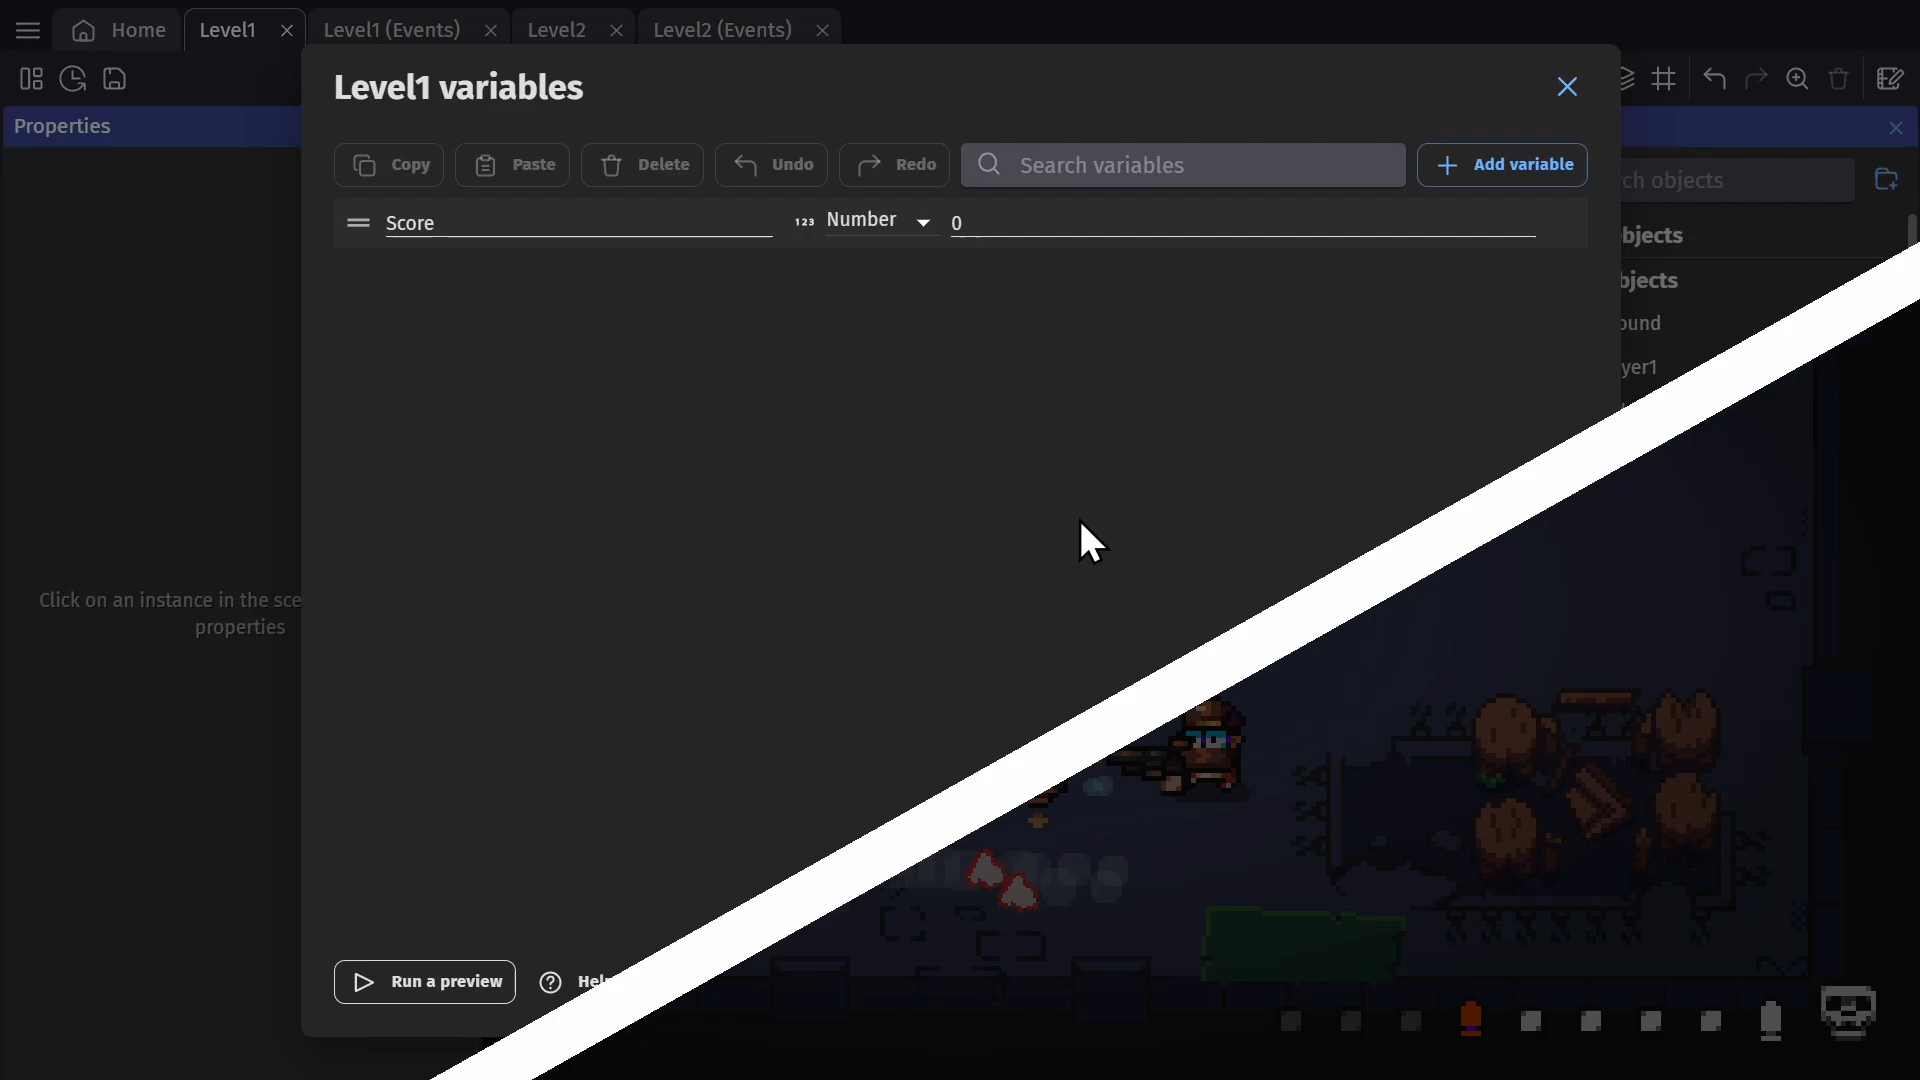 Home
Level1
Level1 (Events)
Level2
Level2 (Events)
Level1 variables
Properties
Copy
Paste
Delete
Undo
Redo
Search variables
Add variable
ch objects
Score
123
Number
0
bjects
bjects
ound
yer1
Click on an instance in the sce
properties
Run a preview
Help